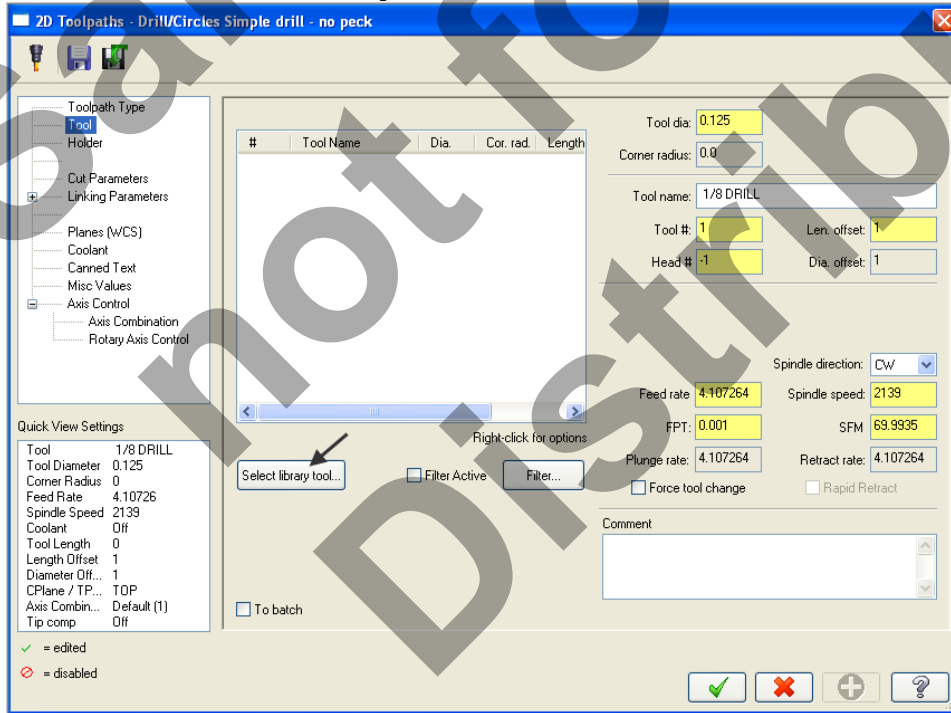 2D Toolpaths - Drill/Circles Simple drill - no peck
Toolpath Type
Tool
Holder
Cut Parameters
Linking Parameters
Planes (WCS)
Coolant
Canned Text
Misc Values
Axis Control
Axis Combination
Rotary Axis Control
Quick View Settings
Tool 1/8 DRILL
Tool Diameter 0.125
Corner Radius 0
Feed Rate 4.10726
Spindle Speed 2139
Coolant Off
Tool Length 0
Length Offset 1
Diameter Off... 1
CPlane / TP... TOP
Axis Combin... Default (1)
Tip comp Off
= edited
= disabled
# Tool Name Dia. Cor. rad. Length
Right-click for options
Select library tool... Filter Active Filter...
To batch
Tool dia: 0.125
Corner radius: 0.0
Tool name: 1/8 DRILL
Tool #: 1 Len. offset: 1
Head # -1 Dia. offset: 1
Spindle direction: CW
Feed rate 4.107264 Spindle speed: 2139
FPT: 0.001 SFM 69.9935
Plunge rate: 4.107264 Retract rate: 4.107264
Force tool change Rapid Retract
Comment
not for